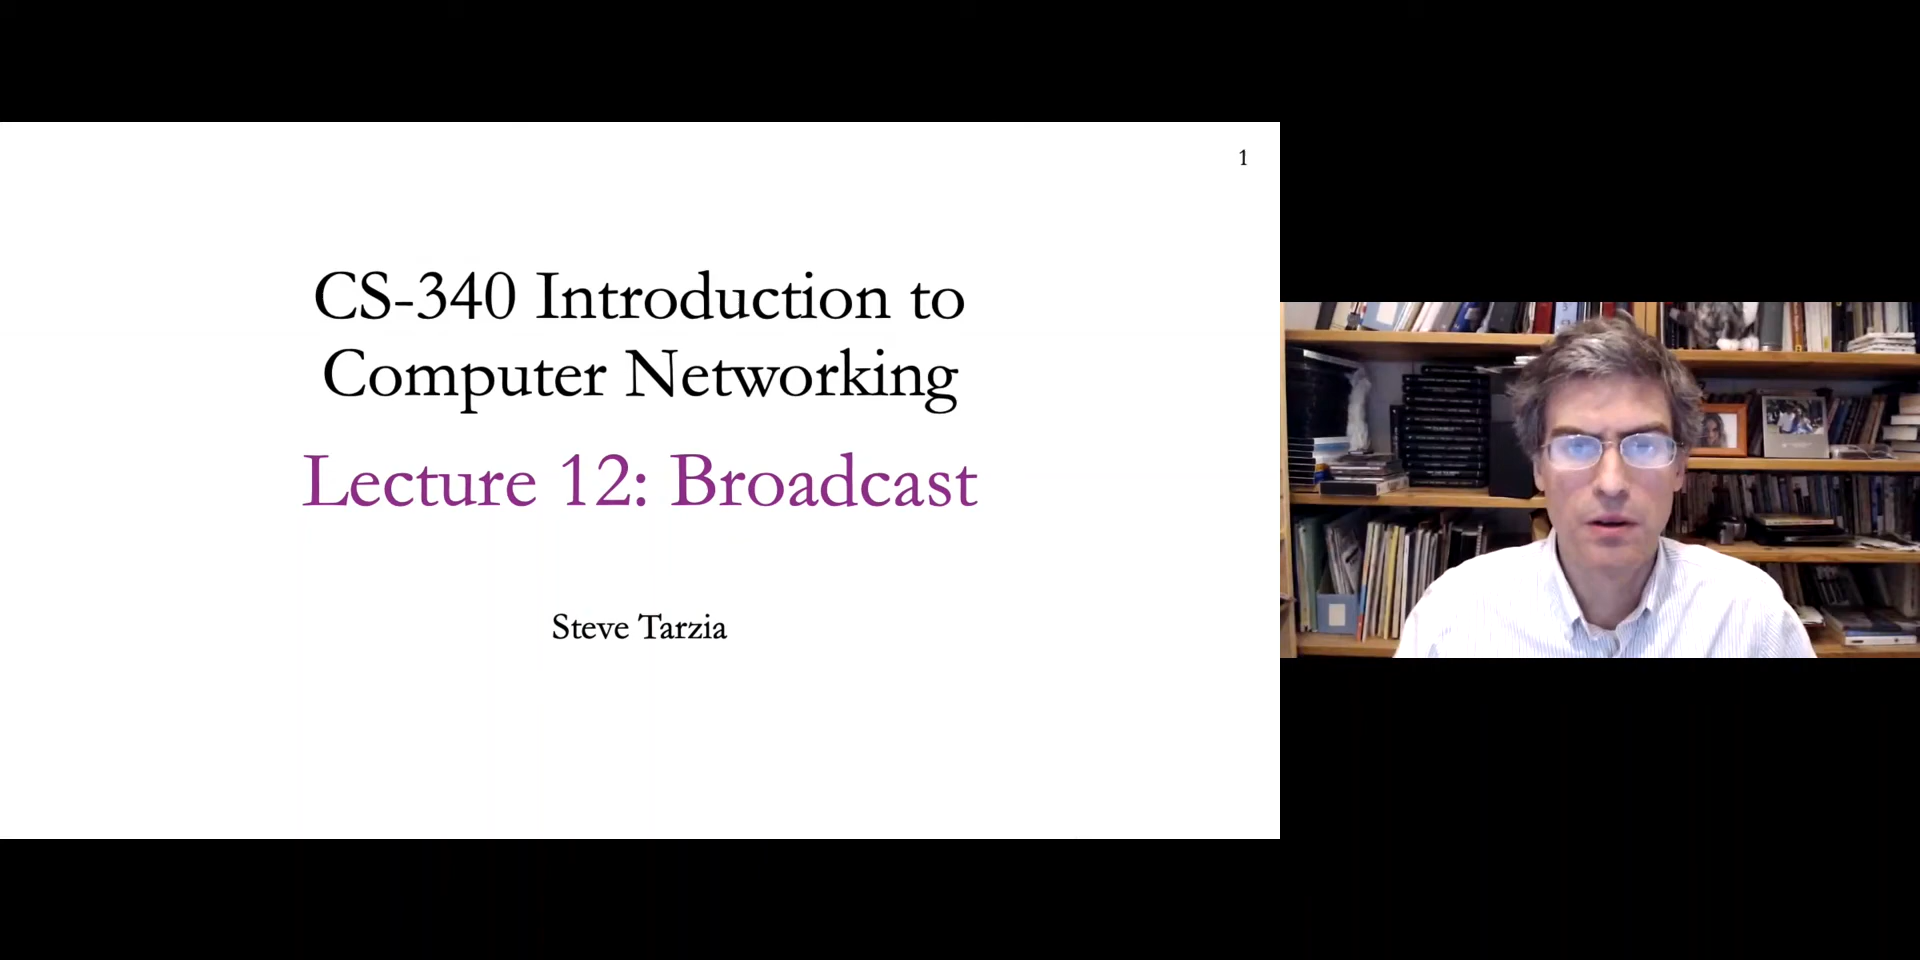 1
CS-340 Introduction to
Computer Networking
Lecture 12: Broadcast
Steve Tarzia